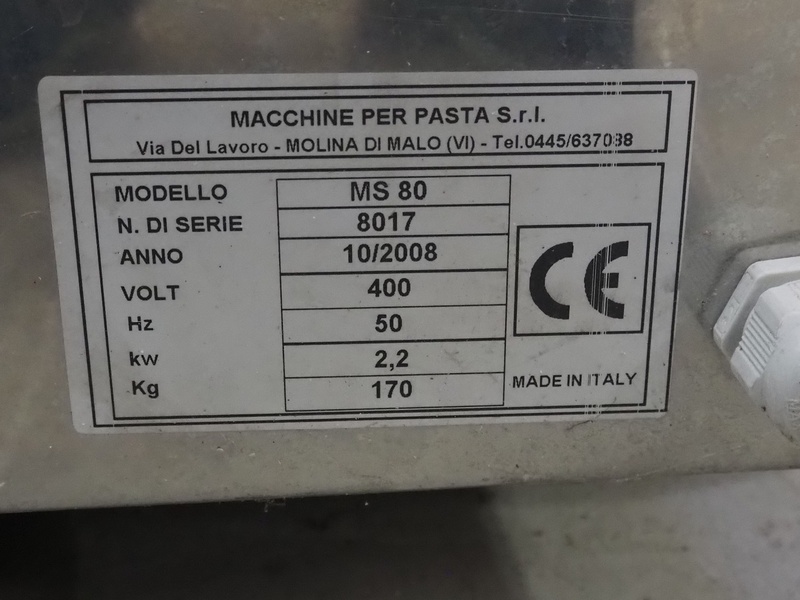 MACCHINE PER PASTA S.r.l.
Via Del Lavoro - MOLINA DI MALO (VI) - Tel.0445/637088
MODELLO MS 80
N. DI SERIE 8017
ANNO 10/2008
VOLT 400
Hz 50
kw 2,2
Kg 170
CE
MADE IN ITALY